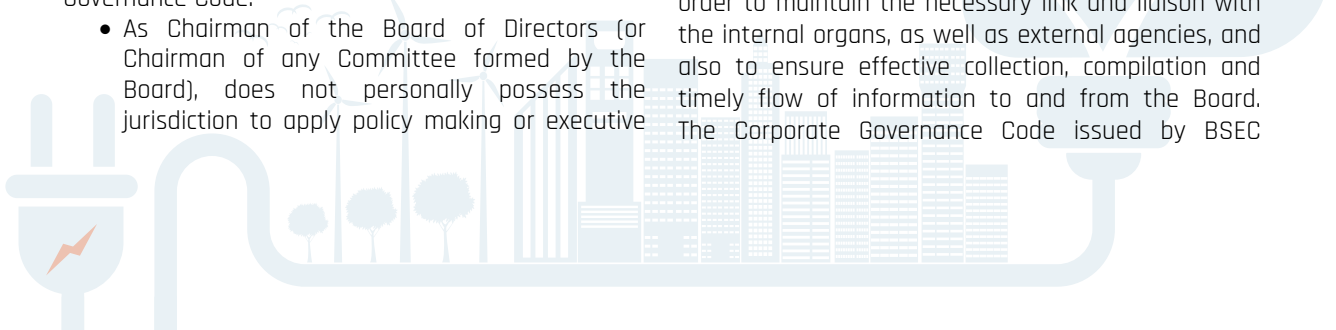 Governance Code.
• As Chairman of the Board of Directors (or
Chairman of any Committee formed by the
Board), does not personally possess the
jurisdiction to apply policy making or executive
order to maintain the necessary link and liaison with
the internal organs, as well as external agencies, and
also to ensure effective collection, compilation and
timely flow of information to and from the Board.
The Corporate Governance Code issued by BSEC